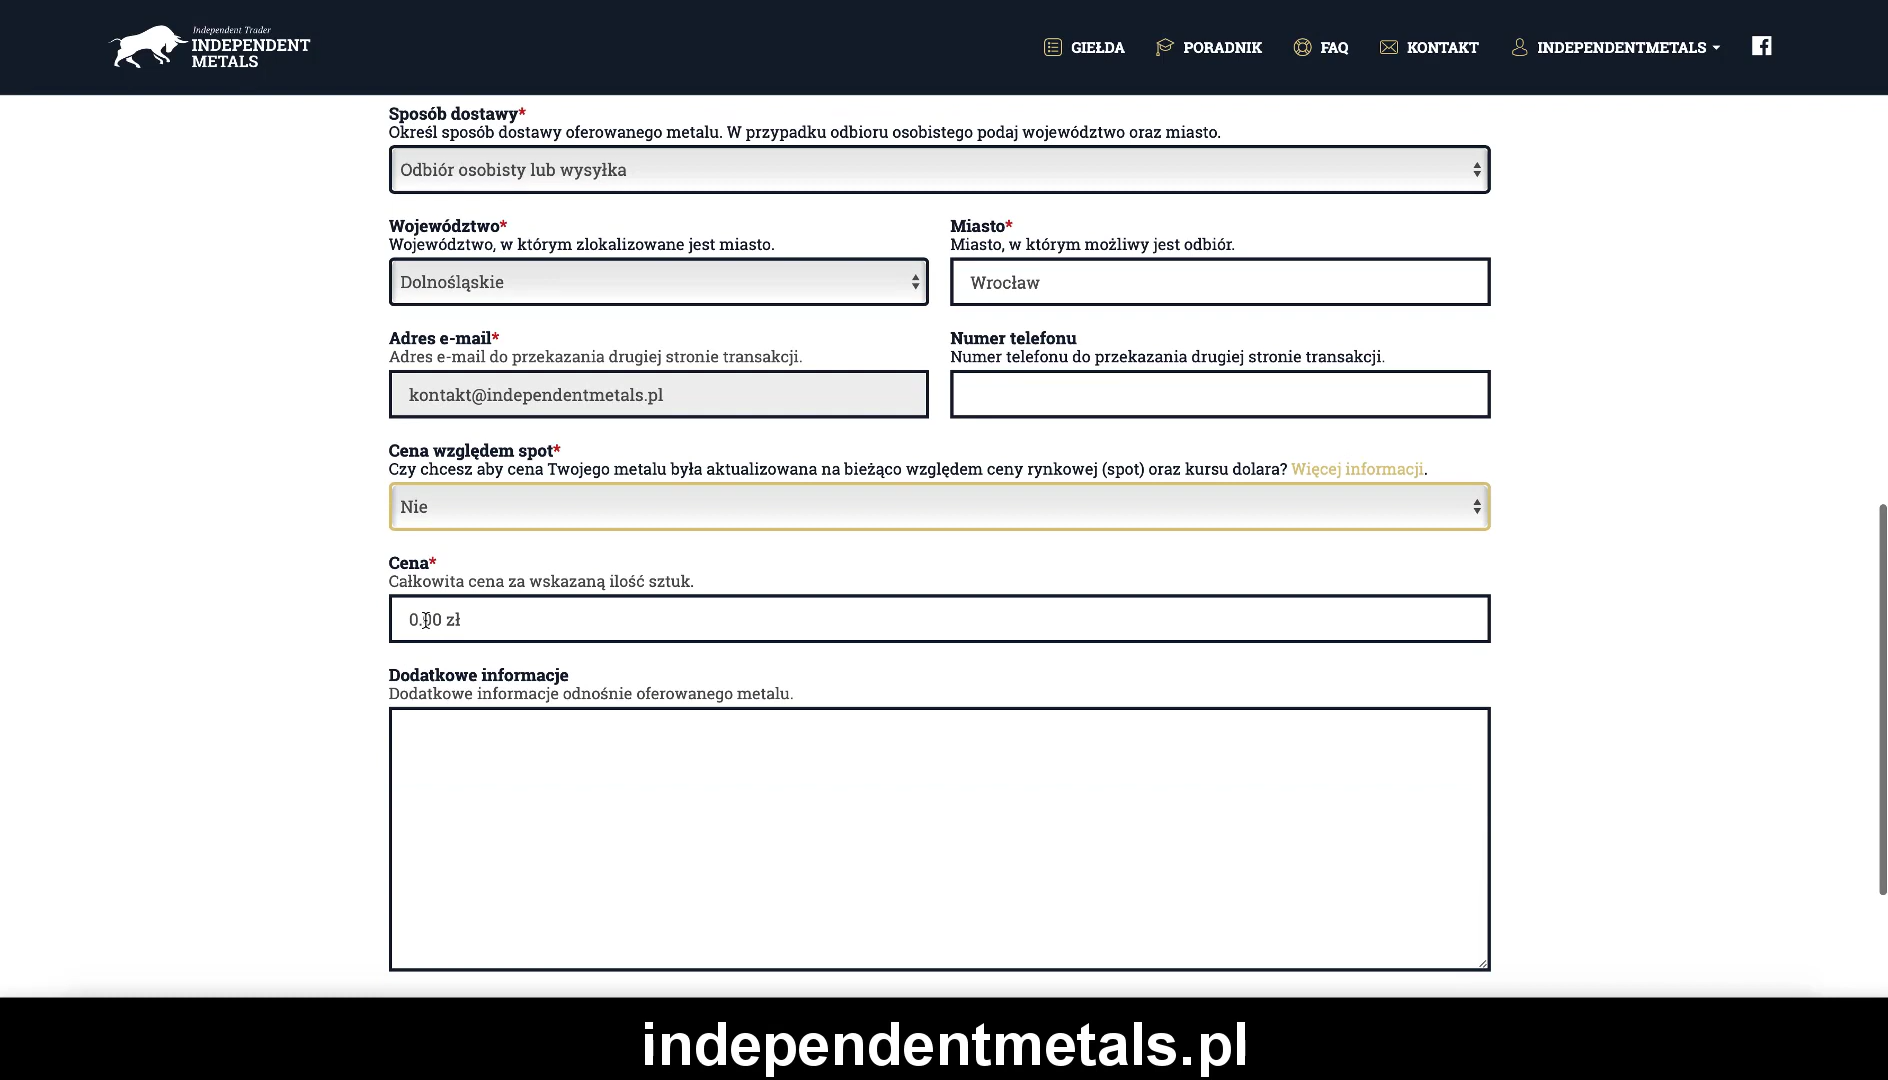 Independent Trader
INDEPENDENT
METALS
GIEŁDA
PORADNIK
FAQ
KONTAKT
INDEPENDENTMETALS
Sposób dostawy*
Określ sposób dostawy oferowanego metalu. W przypadku odbioru osobistego podaj województwo oraz miasto.
Odbiór osobisty lub wysyłka
Województwo*
Województwo, w którym zlokalizowane jest miasto.
Dolnośląskie
Miasto*
Miasto, w którym możliwy jest odbiór.
Wrocław
Adres e-mail*
Adres e-mail do przekazania drugiej stronie transakcji.
kontakt@independentmetals.pl
Numer telefonu
Numer telefonu do przekazania drugiej stronie transakcji.
Cena względem spot*
Czy chcesz aby cena Twojego metalu była aktualizowana na bieżąco względem ceny rynkowej (spot) oraz kursu dolara? Więcej informacji.
Nie
Cena*
Całkowita cena za wskazaną ilość sztuk.
0.00 zł
Dodatkowe informacje
Dodatkowe informacje odnośnie oferowanego metalu.
independentmetals.pl